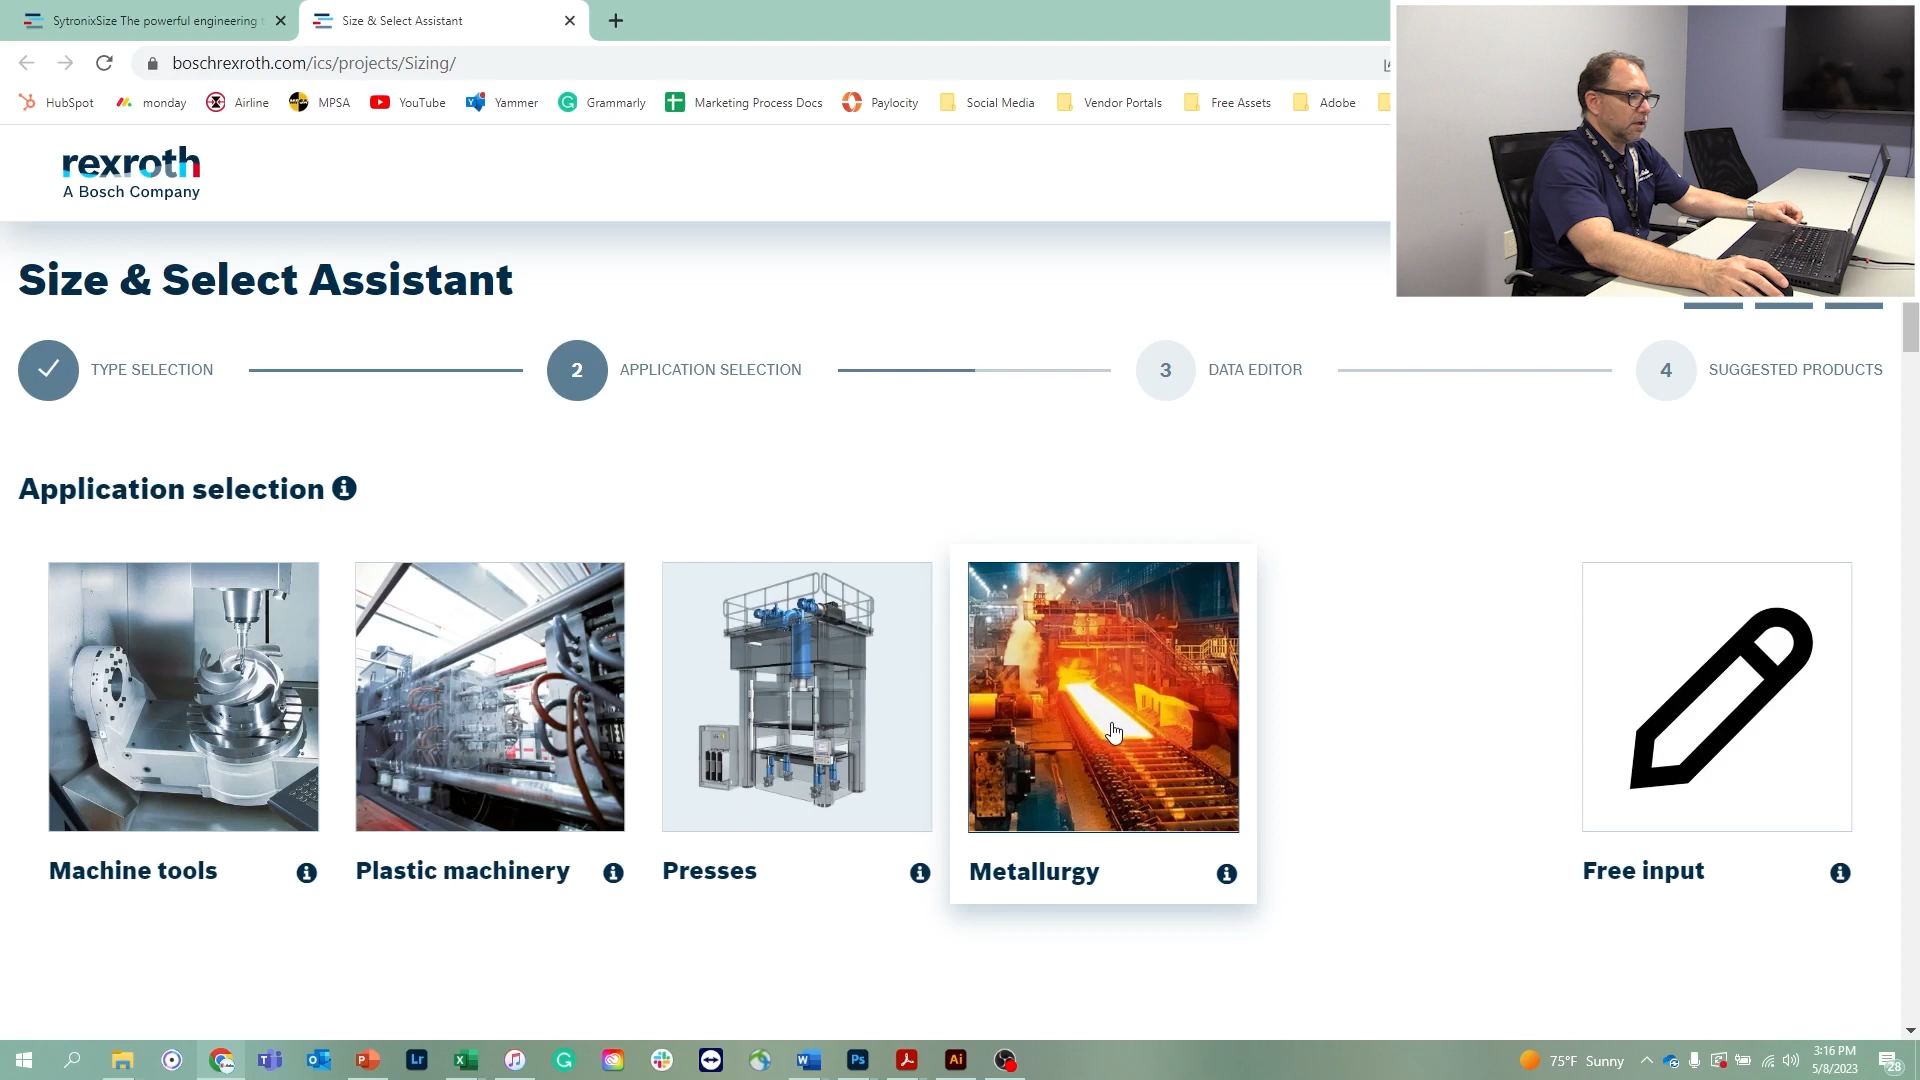 SytronixSize The powerful engineering
Size & Select Assistant
boschrexroth.com/ics/projects/Sizing/
HubSpot monday Airline MPSA YouTube Yammer Grammarly Marketing Process Docs Paylocity Social Media Vendor Portals Free Assets Adobe
rexroth
A Bosch Company
Size & Select Assistant
TYPE SELECTION
2 APPLICATION SELECTION
3 DATA EDITOR
4 SUGGESTED PRODUCTS
Application selection
Machine tools
Plastic machinery
Presses
Metallurgy
Free input
75°F Sunny
3:16 PM
5/8/2023
28